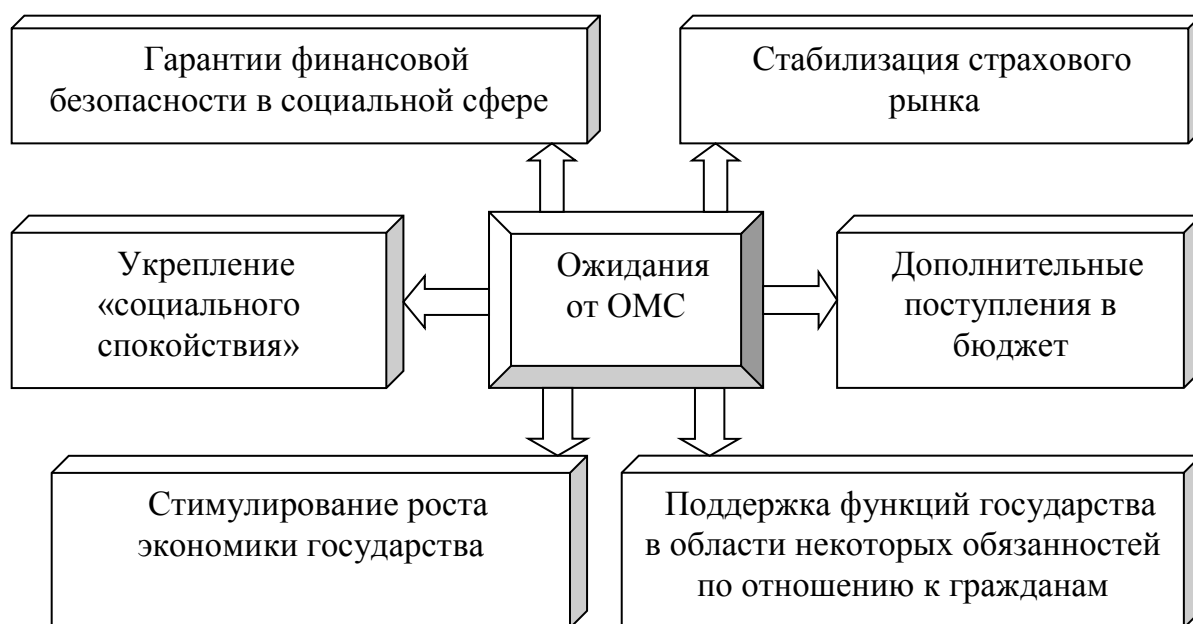 Гарантии финансовой
безопасности в социальной сфере
Стабилизация страхового
рынка
Укрепление
«социального
спокойствия»
Ожидания
от ОМС
Дополнительные
поступления в
бюджет
Стимулирование роста
экономики государства
Поддержка функций государства
в области некоторых обязанностей
по отношению к гражданам